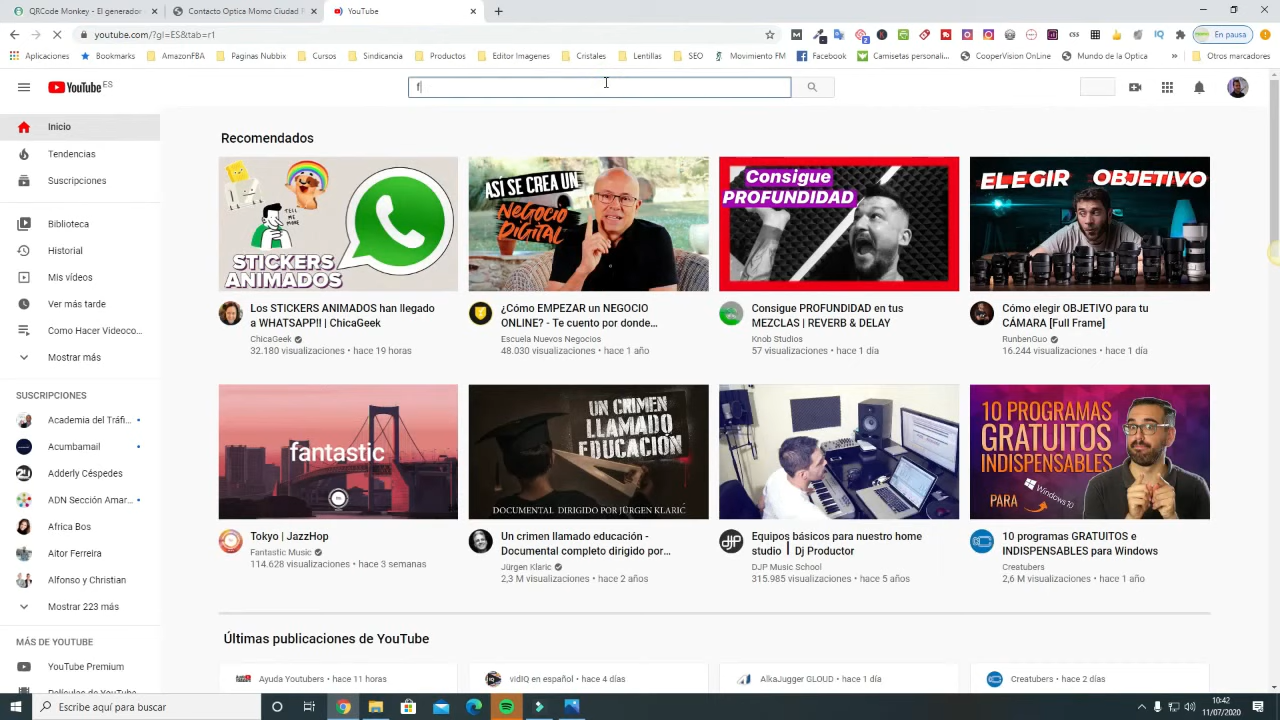 QRCode Monkey - El generador
Contacto Optica Momo Ciudad R
YouTube
youtube.com/?gl=ES&tab=r1
En pausa
Aplicaciones
Bookmarks
AmazonFBA
Paginas Nubbix Hosting
Cursos
Sindicancia
Productos
Editor Imagenes
Cristales
Lentillas
SEO
Movimiento FM
Facebook
Camisetas personali...
CooperVision Online
Mundo de la Optica.
»
Otros marcadores
YouTube ES
f
Inicio
Tendencias
Suscripciones
Biblioteca
Historial
Mis vídeos
Ver más tarde
Como Hacer Videoco...
Mostrar más
SUSCRIPCIONES
Academia del Tráfi...
Acumbamail
Adderly Céspedes
ADN Sección Amar...
Africa Bos
Aitor Ferreira
Alfonso y Christian
Mostrar 223 más
MÁS DE YOUTUBE
YouTube Premium
Películas de YouTube
Recomendados
TELL ME MORE
STICKERS
ANIMADOS
Los STICKERS ANIMADOS han llegado
a WHATSAPP!! | ChicaGeek
ChicaGeek
32.180 visualizaciones • hace 19 horas
ASÍ SE CREA UN
NEGOCIO
DIGITAL
¿Cómo EMPEZAR un NEGOCIO
ONLINE? - Te cuento por donde...
Escuela Nuevos Negocios
48.030 visualizaciones • hace 1 año
Consigue
PROFUNDIDAD
Consigue PROFUNDIDAD en tus
MEZCLAS | REVERB & DELAY
Knob Studios
57 visualizaciones • hace 1 día
ELEGIR OBJETIVO
Cómo elegir OBJETIVO para tu
CÁMARA [Full Frame]
RunbenGuo
16.244 visualizaciones • hace 1 día
fantastic
Tokyo | JazzHop
Fantastic Music
114.628 visualizaciones • hace 3 semanas
UN CRIMEN
LLAMADO
EDUCACIÓN
DOCUMENTAL DIRIGIDO POR JÜRGEN KLARIC
Un crimen llamado educación -
Documental completo dirigido por...
Jürgen Klaric
2,3 M visualizaciones • hace 2 años
DJP
Equipos básicos para nuestro home
studio ┃ Dj Productor
DJP Music School
315.985 visualizaciones • hace 5 años
10 PROGRAMAS
GRATUITOS
INDISPENSABLES
PARA Windows 10
10 programas GRATUITOS e
INDISPENSABLES para Windows
Creatubers
2,6 M visualizaciones • hace 1 año
Últimas publicaciones de YouTube
Ayuda Youtubers • hace 11 horas
vidIQ en español • hace 4 días
AlkaJugger GLOUD • hace 1 día
Creatubers • hace 2 días
Escribe aquí para buscar
10:42
11/07/2020